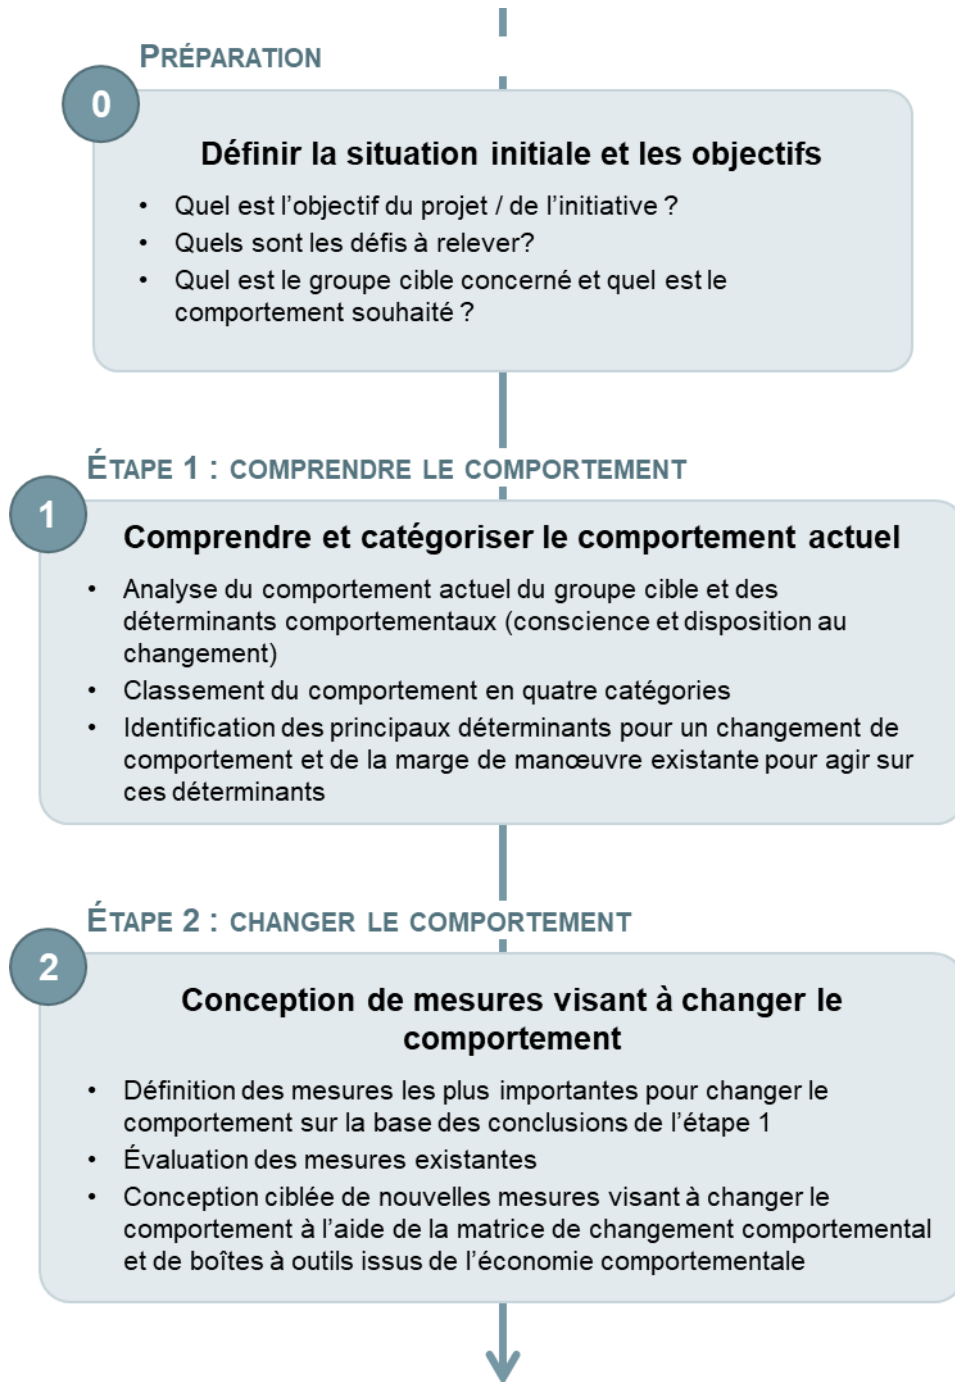 PRÉPARATION
0
Définir la situation initiale et les objectifs
• Quel est l’objectif du projet / de l’initiative ?
• Quels sont les défis à relever?
• Quel est le groupe cible concerné et quel est le
comportement souhaité ?
ÉTAPE 1 : COMPRENDRE LE COMPORTEMENT
1
Comprendre et catégoriser le comportement actuel
• Analyse du comportement actuel du groupe cible et des
déterminants comportementaux (conscience et disposition au
changement)
• Classement du comportement en quatre catégories
• Identification des principaux déterminants pour un changement de
comportement et de la marge de manœuvre existante pour agir sur
ces déterminants
ÉTAPE 2 : CHANGER LE COMPORTEMENT
2
Conception de mesures visant à changer le
comportement
• Définition des mesures les plus importantes pour changer le
comportement sur la base des conclusions de l’étape 1
• Évaluation des mesures existantes
• Conception ciblée de nouvelles mesures visant à changer le
comportement à l’aide de la matrice de changement comportemental
et de boîtes à outils issus de l’économie comportementale